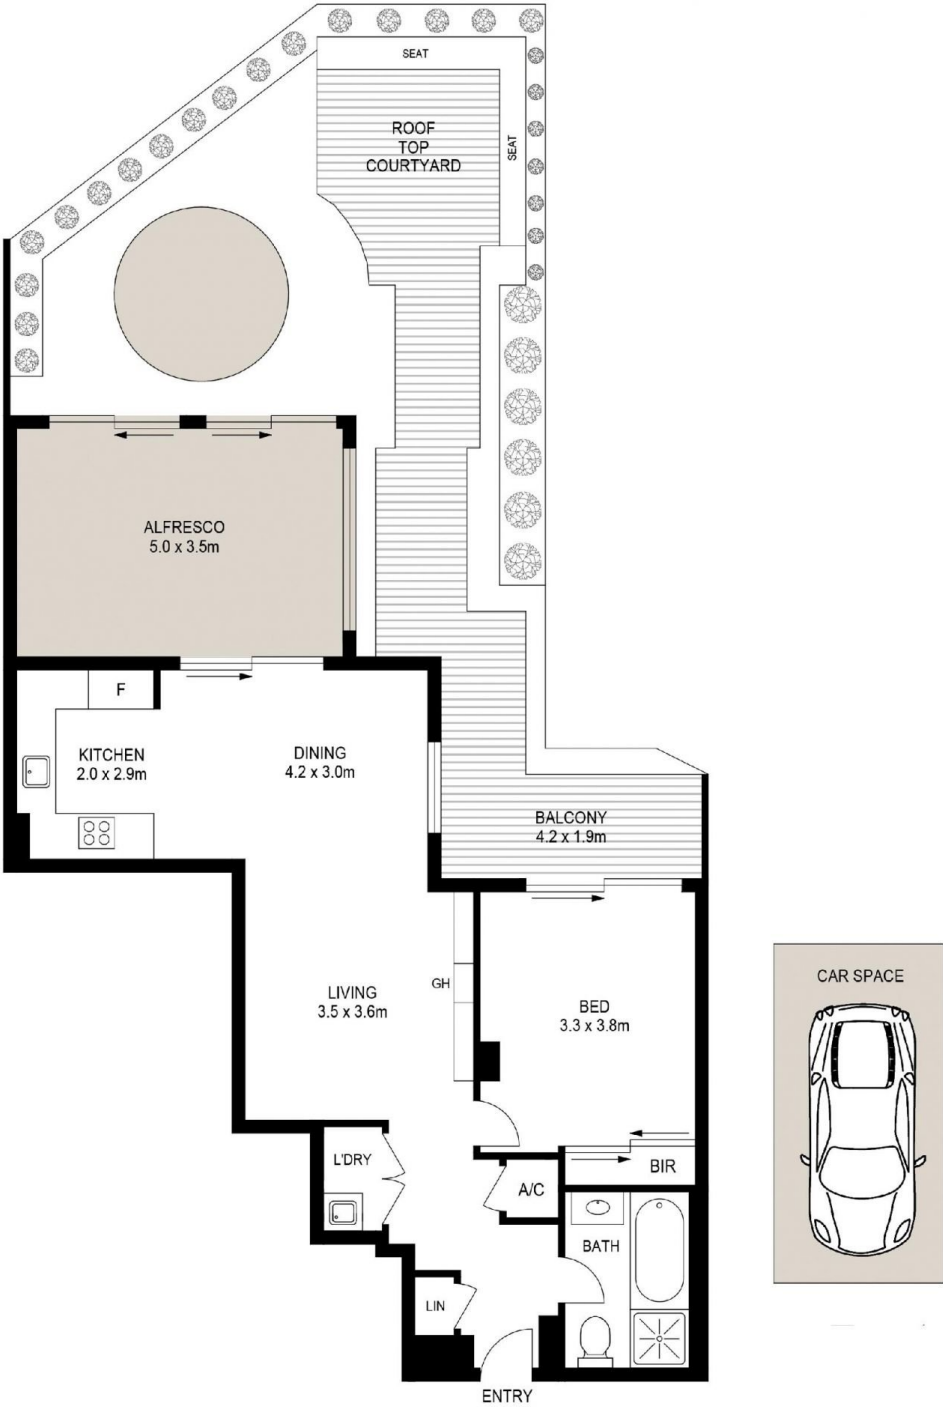 SEAT
ROOF
TOP
COURTYARD
SEAT
ALFRESCO
5.0 x 3.5m
F
KITCHEN
2.0 x 2.9m
DINING
4.2 x 3.0m
BALCONY
4.2 x 1.9m
LIVING
3.5 x 3.6m
GH
BED
3.3 x 3.8m
CAR SPACE
L'DRY
A/C
BIR
BATH
LIN
ENTRY